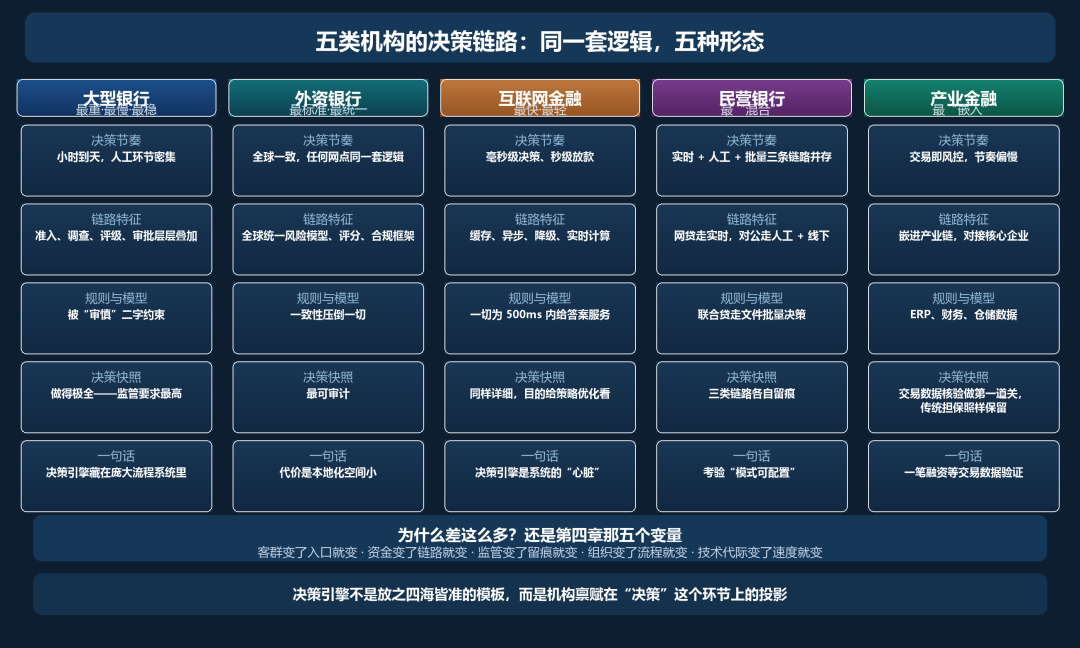 五类机构的决策链路：同一套逻辑，五种形态
大型银行
最重·最慢·最稳
决策节奏
小时到天，人工环节密集
链路特征
准入、调查、评级、审批层层叠加
规则与模型
被“审慎”二字约束
决策快照
做得极全——监管要求最高
一句话
决策引擎藏在庞大流程系统里
外资银行
最标准·最统一
决策节奏
全球一致，任何网点同一套逻辑
链路特征
全球统一风险模型、评分、合规框架
规则与模型
一致性压倒一切
决策快照
最可审计
一句话
代价是本地化空间小
互联网金融
最快·最轻
决策节奏
毫秒级决策、秒级放款
链路特征
缓存、异步、降级、实时计算
规则与模型
一切为 500ms 内给答案服务
决策快照
同样详细，目的给策略优化看
一句话
决策引擎是系统的“心脏”
民营银行
最“混合”
决策节奏
实时 + 人工 + 批量三条链路并存
链路特征
网贷走实时，对公走人工 + 线下
规则与模型
联合贷走文件批量决策
决策快照
三类链路各自留痕
一句话
考验“模式可配置”
产业金融
最“嵌入”
决策节奏
交易即风控，节奏偏慢
链路特征
嵌进产业链，对接核心企业
规则与模型
ERP、财务、仓储数据
决策快照
交易数据核验做第一道关，
传统担保照样保留
一句话
一笔融资等交易数据验证
为什么差这么多？还是第四章那五个变量
客群变了入口就变 · 资金变了链路就变 · 监管变了留痕就变 · 组织变了流程就变 · 技术代际变了速度就变
决策引擎不是放之四海皆准的模板，而是机构禀赋在“决策”这个环节上的投影